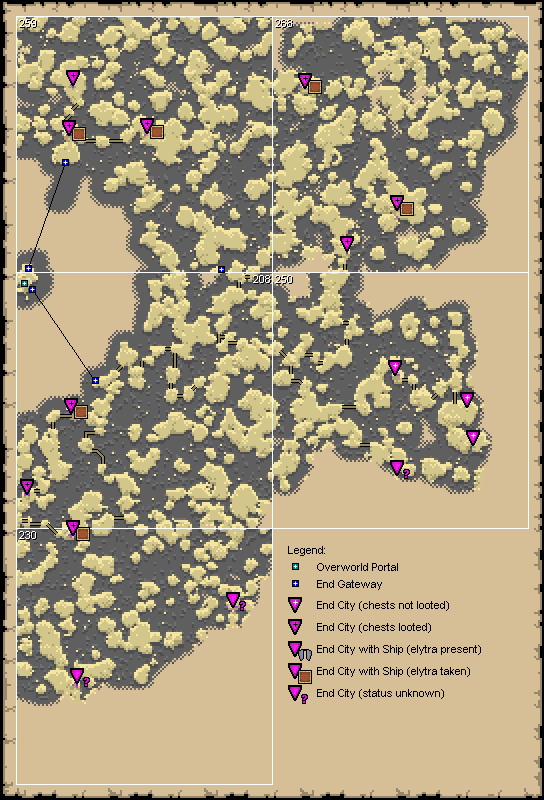 259
268
208
250
230
Legend:
Overworld Portal
End Gateway
End City (chests not looted)
End City (chests looted)
End City with Ship (elytra present)
End City with Ship (elytra taken)
End City (status unknown)